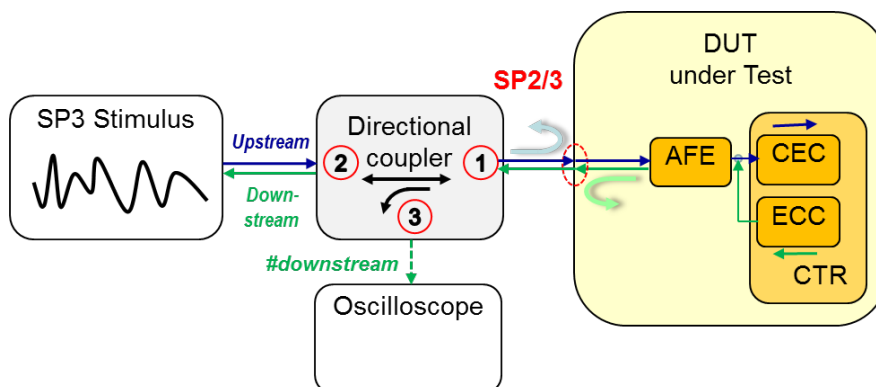 DUT
under Test
SP2/3
SP3 Stimulus
Upstream
Down-
stream
Directional
coupler
2
1
3
AFE
CEC
ECC
CTR
#downstream
Oscilloscope